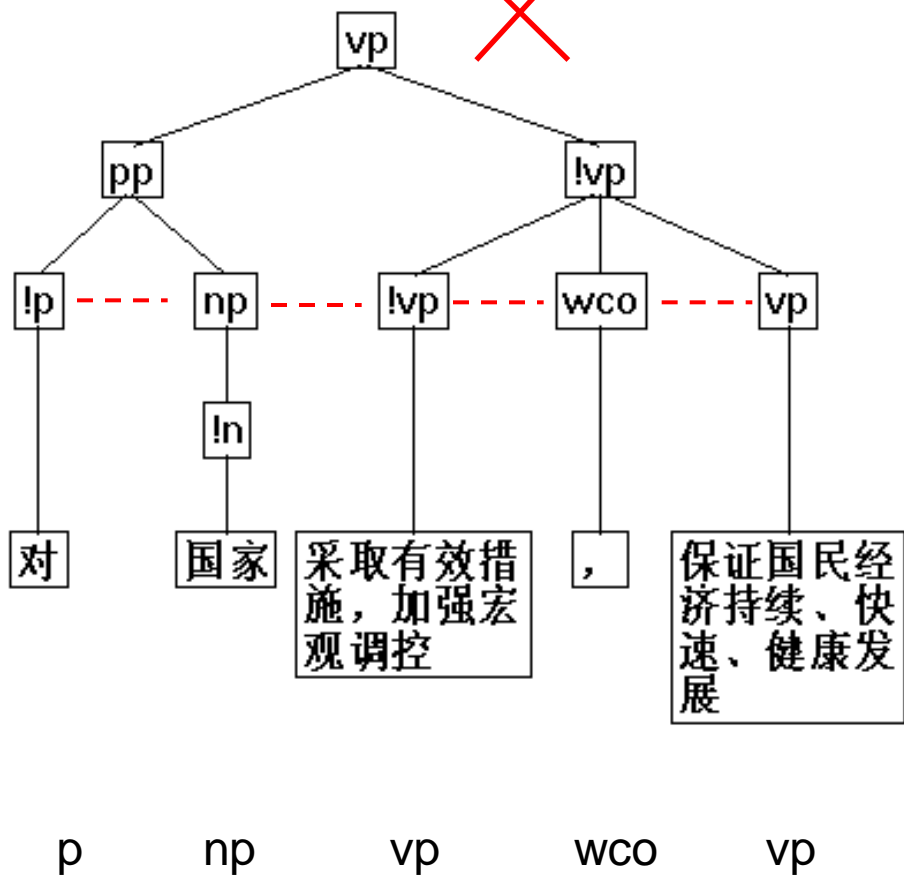 vp
pp !vp
!p np !vp wco vp
!n
对 国家 采取有效措 , 保证国民经
施，加强宏 济持续、快
观调控 速、健康发
展
p np vp wco vp